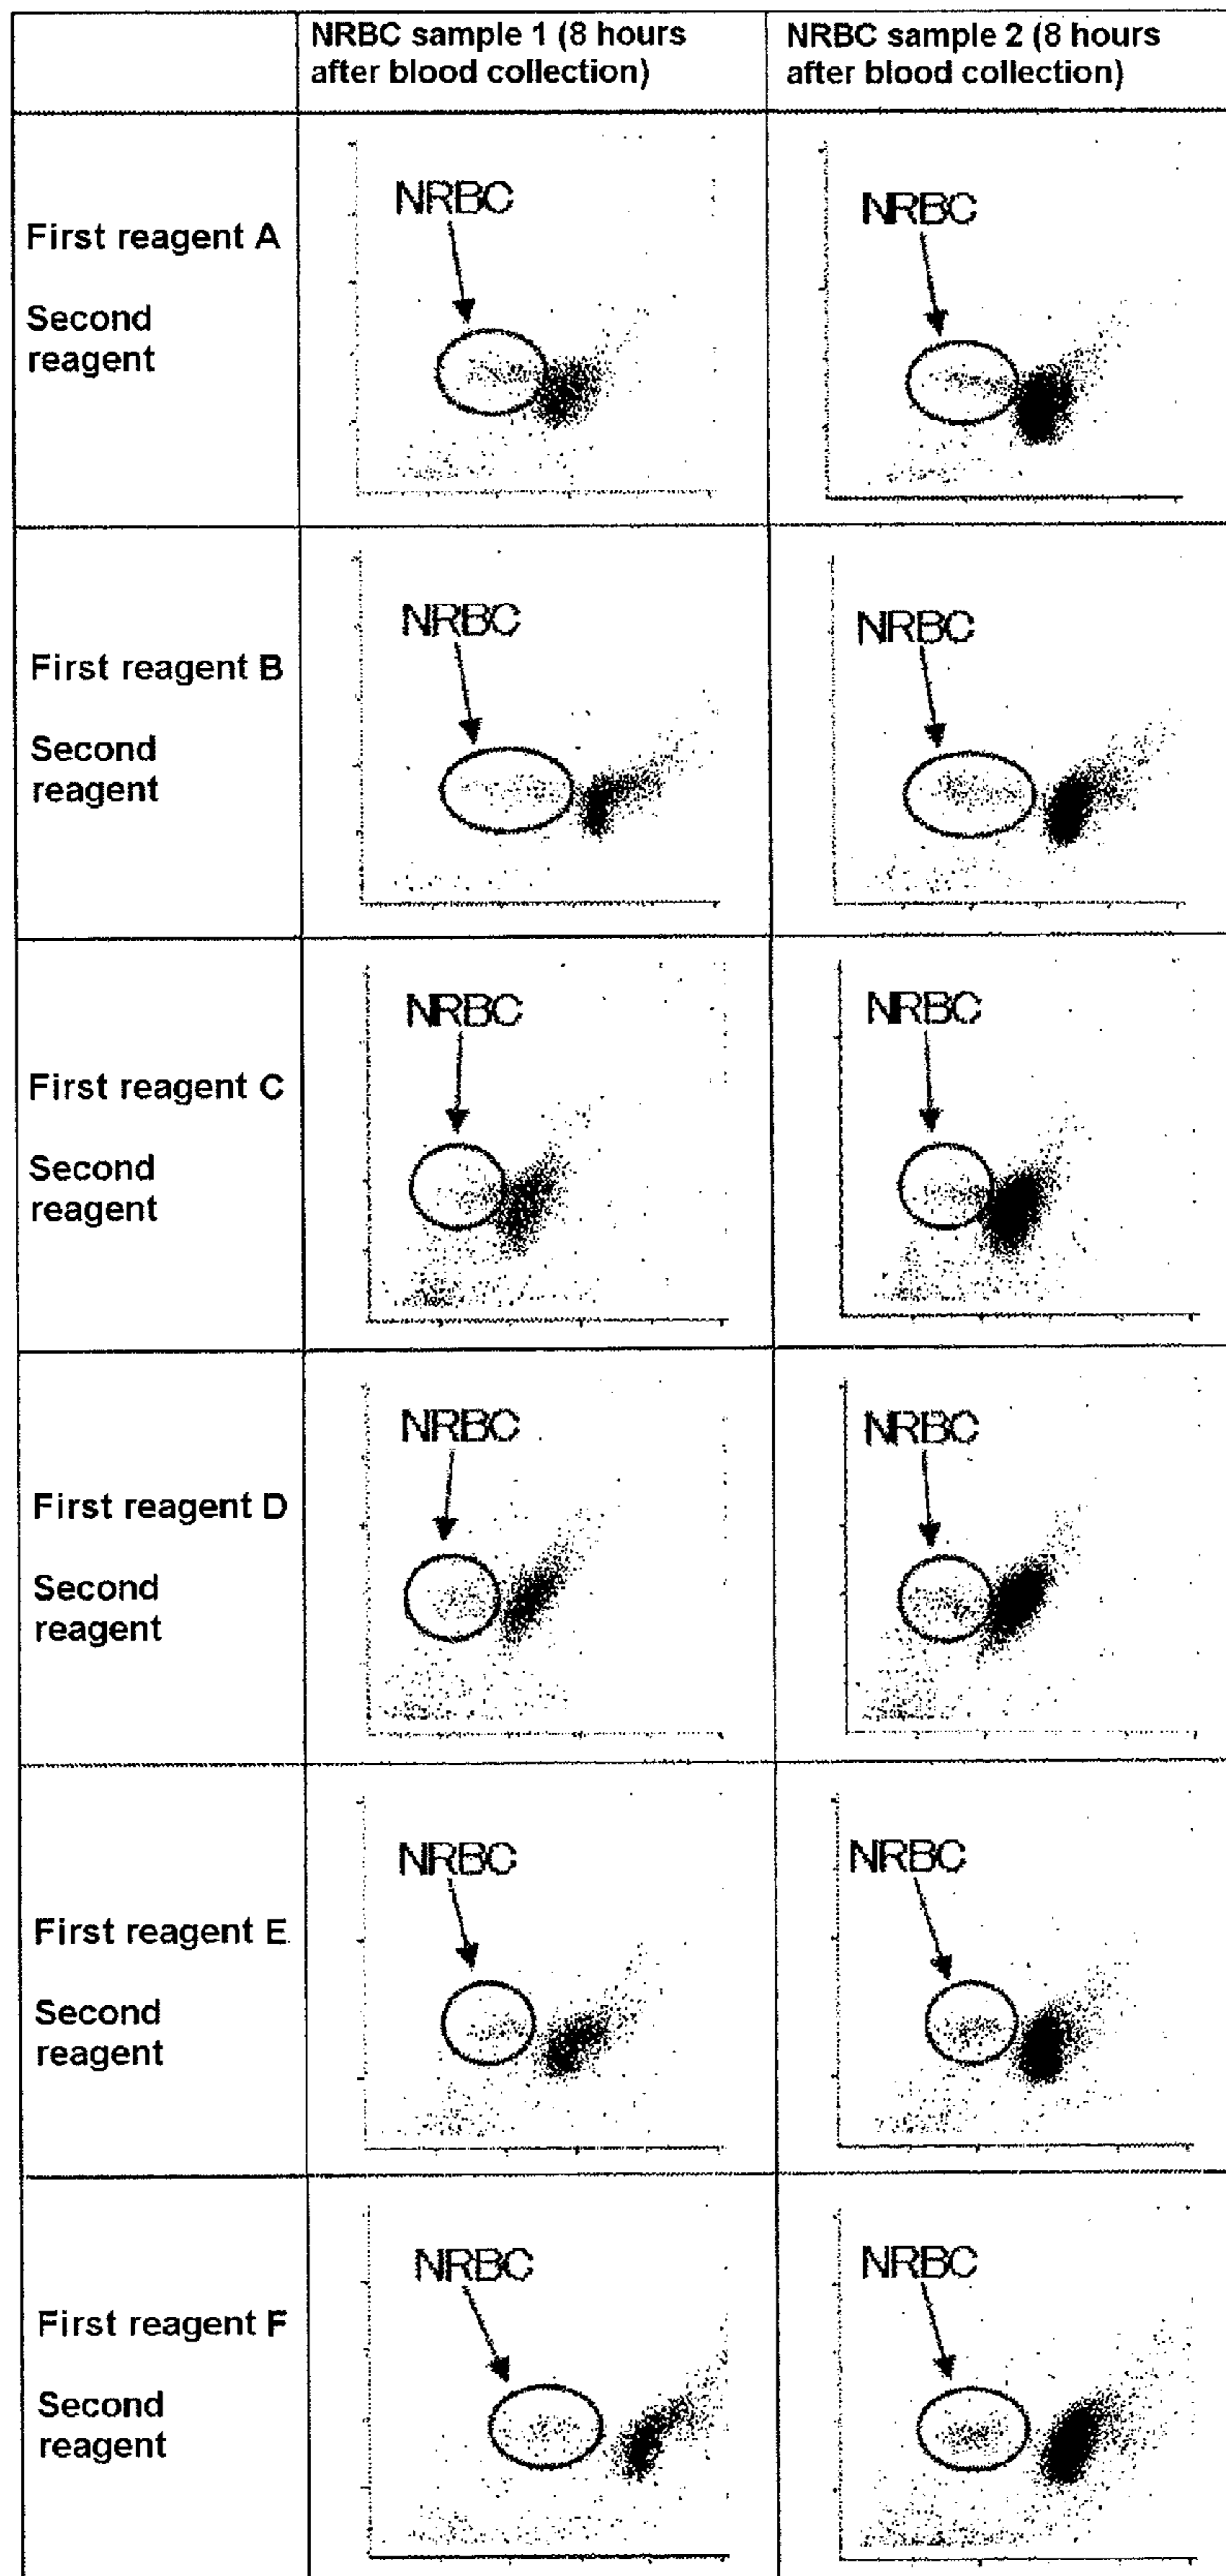 NRBC sample 1 (8 hours
after blood collection)
NRBC sample 2 (8 hours
after blood collection)
First reagent A
Second
reagent
NRBC
NRBC
First reagent B
Second
reagent
NRBC
NRBC
First reagent C
Second
reagent
NRBC
NRBC
First reagent D
Second
reagent
NRBC
NRBC
First reagent E
Second
reagent
NRBC
NRBC
First reagent F
Second
reagent
NRBC
NRBC